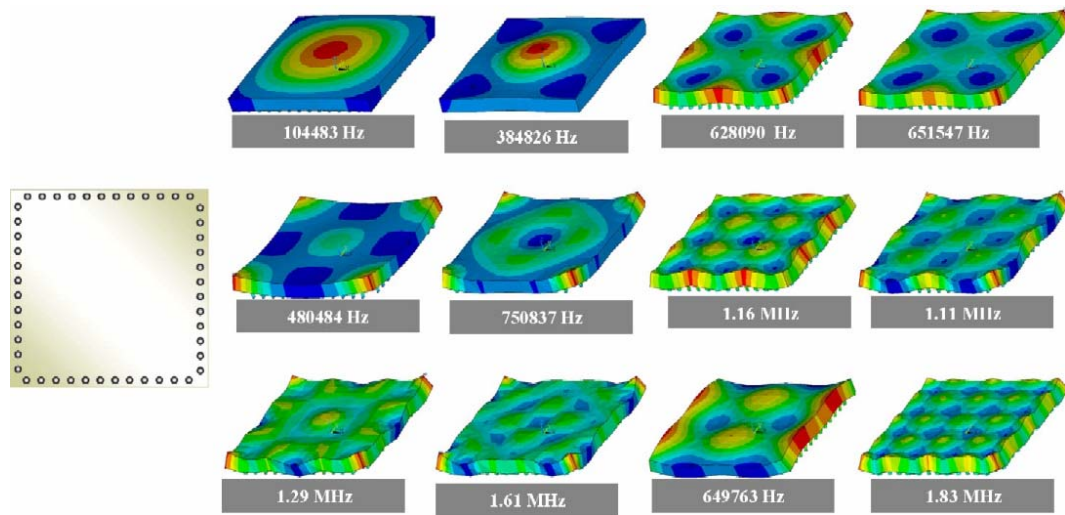 104483 Hz
384826 Hz
628090 Hz
651547 Hz
480484 Hz
750837 Hz
1.16 MHz
1.11 MHz
1.29 MHz
1.61 MHz
649763 Hz
1.83 MHz